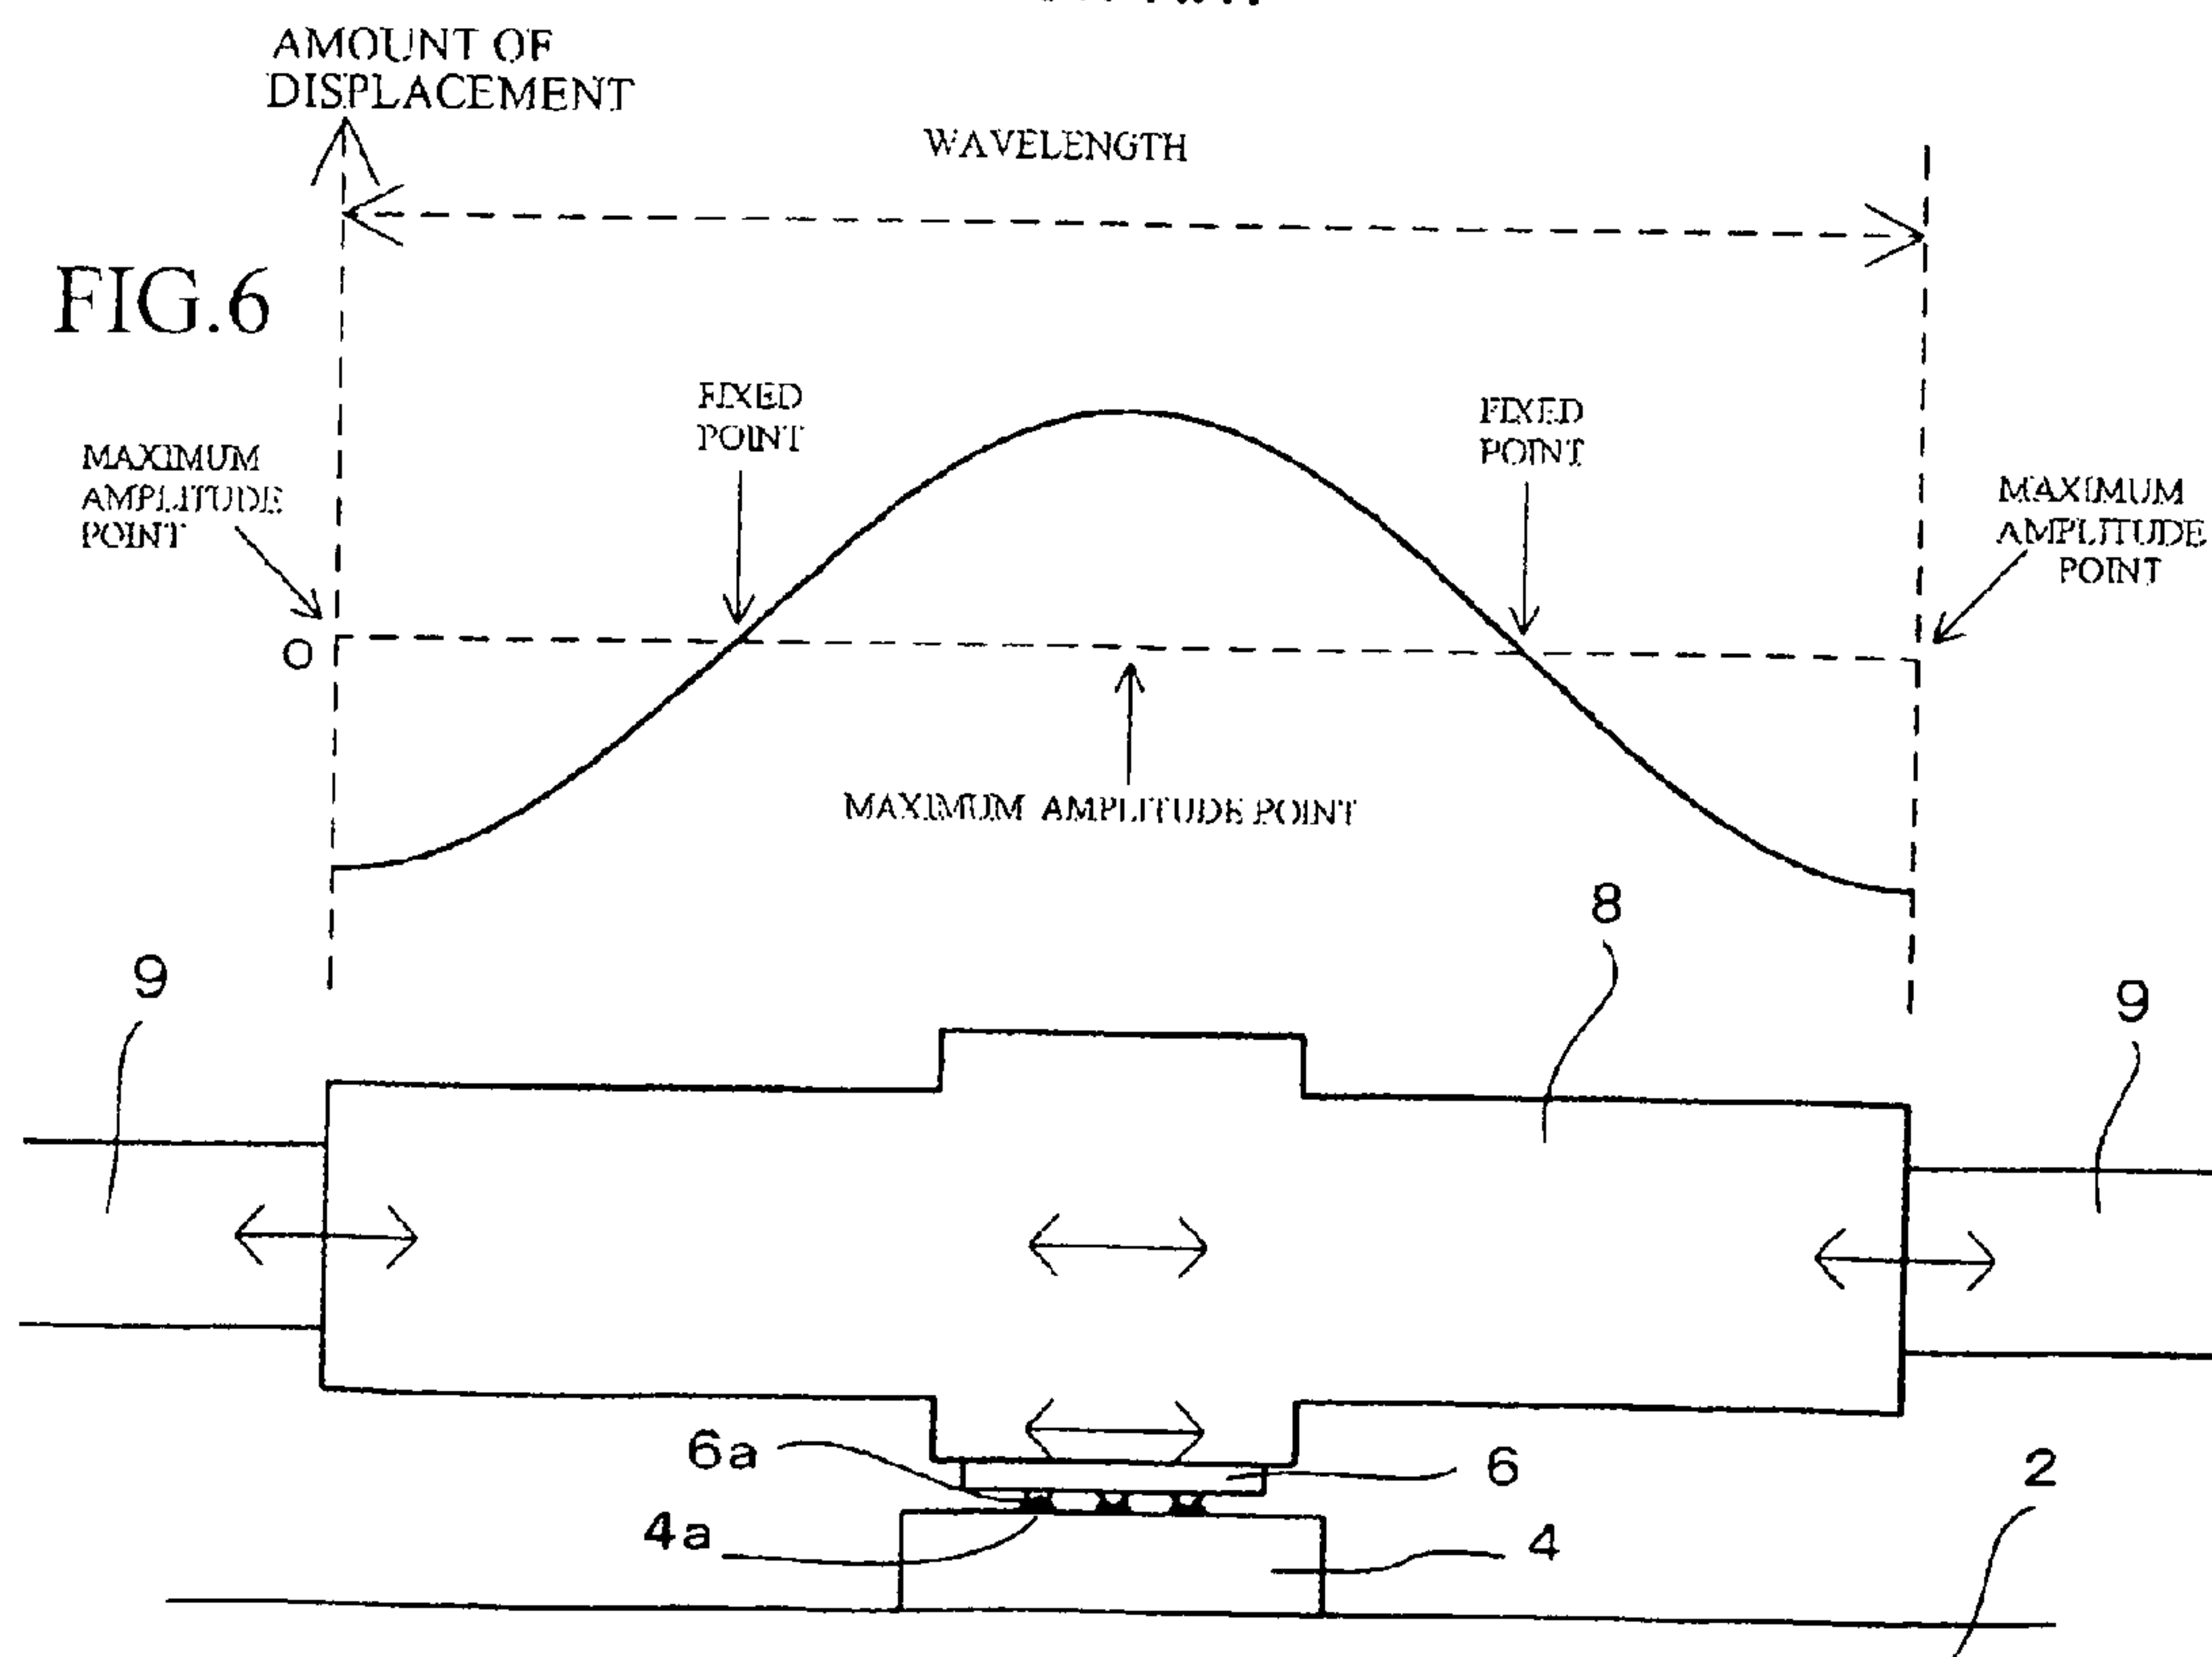 AMOUNT OF
DISPLACEMENT
WAVELENGTH
FIG.6
FIXED
POINT
FIXED
POINT
MAXIMUM
AMPLITUDE
POINT
MAXIMUM
AMPLITUDE
POINT
O
MAXIMUM AMPLITUDE POINT
8
9
9
6a
6
2
4a
4